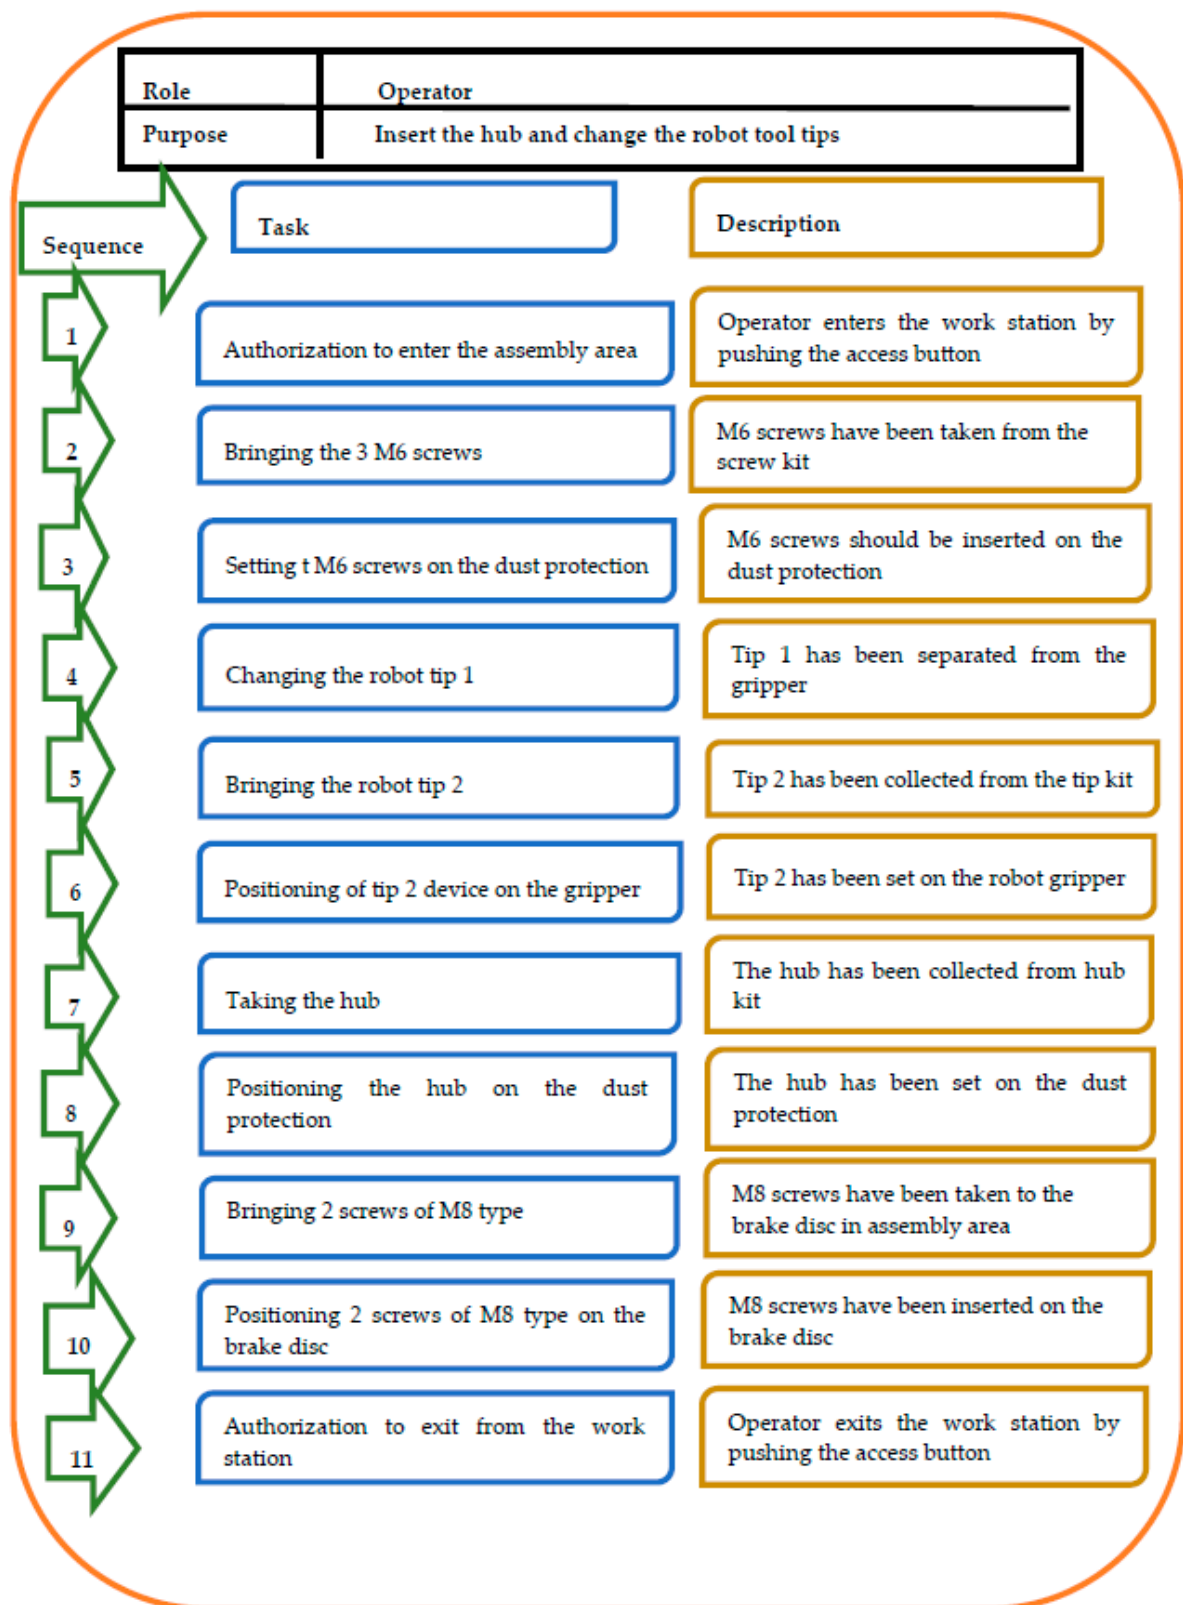 Role Operator
Purpose Insert the hub and change the robot tool tips
Sequence Task Description
1 Authorization to enter the assembly area
Operator enters the work station by
pushing the access button
2 Bringing the 3 M6 screws
M6 screws have been taken from the
screw kit
3 Setting t M6 screws on the dust protection
M6 screws should be inserted on the
dust protection
4 Changing the robot tip 1
Tip 1 has been separated from the
gripper
5 Bringing the robot tip 2
Tip 2 has been collected from the tip kit
6 Positioning of tip 2 device on the gripper
Tip 2 has been set on the robot gripper
7 Taking the hub
The hub has been collected from hub
kit
8 Positioning the hub on the dust
protection
The hub has been set on the dust
protection
9 Bringing 2 screws of M8 type
M8 screws have been taken to the
brake disc in assembly area
10 Positioning 2 screws of M8 type on the
brake disc
M8 screws have been inserted on the
brake disc
11 Authorization to exit from the work
station
Operator exits the work station by
pushing the access button